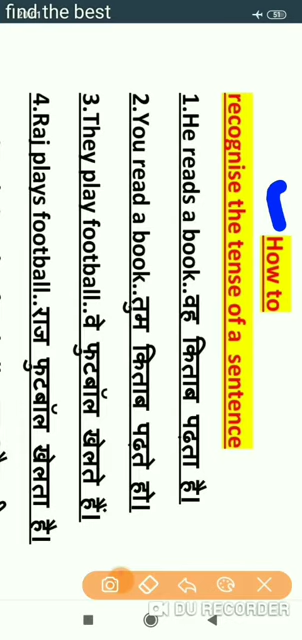 find the best
How to
recognise the tense of a sentence
1.He reads a book..वह किताब पढता है।
2.You read a book..तुम किताब पढ़ते हो।
3.They play football..वे फुटबॉल खेलते हैं।
4.Raj plays football..राज फुटबॉल खेलता है।
DU RECORDER